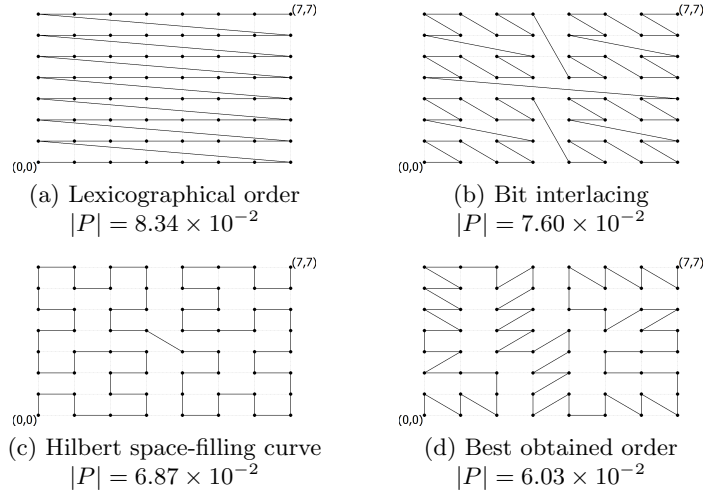 (7,7)
(0,0)
(7,7)
(0,0)
(a) Lexicographical order
|P| = 8.34 × 10⁻²
(b) Bit interlacing
|P| = 7.60 × 10⁻²
(7,7)
(0,0)
(7,7)
(0,0)
(c) Hilbert space-filling curve
|P| = 6.87 × 10⁻²
(d) Best obtained order
|P| = 6.03 × 10⁻²